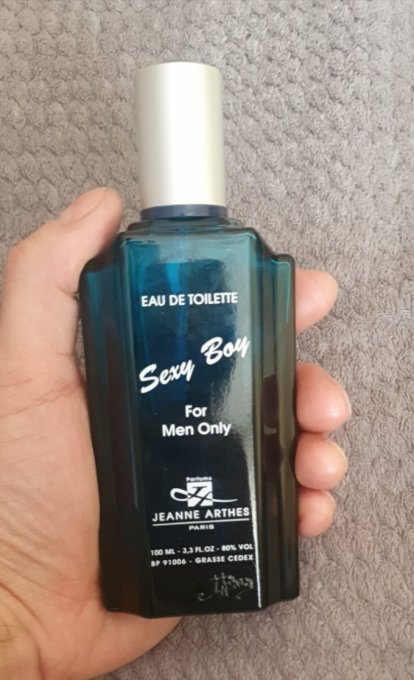 EAU DE TOILETTE
Sexy Boy
For
Men Only
Parfums
JEANNE ARTHES
PARIS
100 ML - 3,3 FL.OZ - 80% VOL
BP 91006 - GRASSE CEDEX